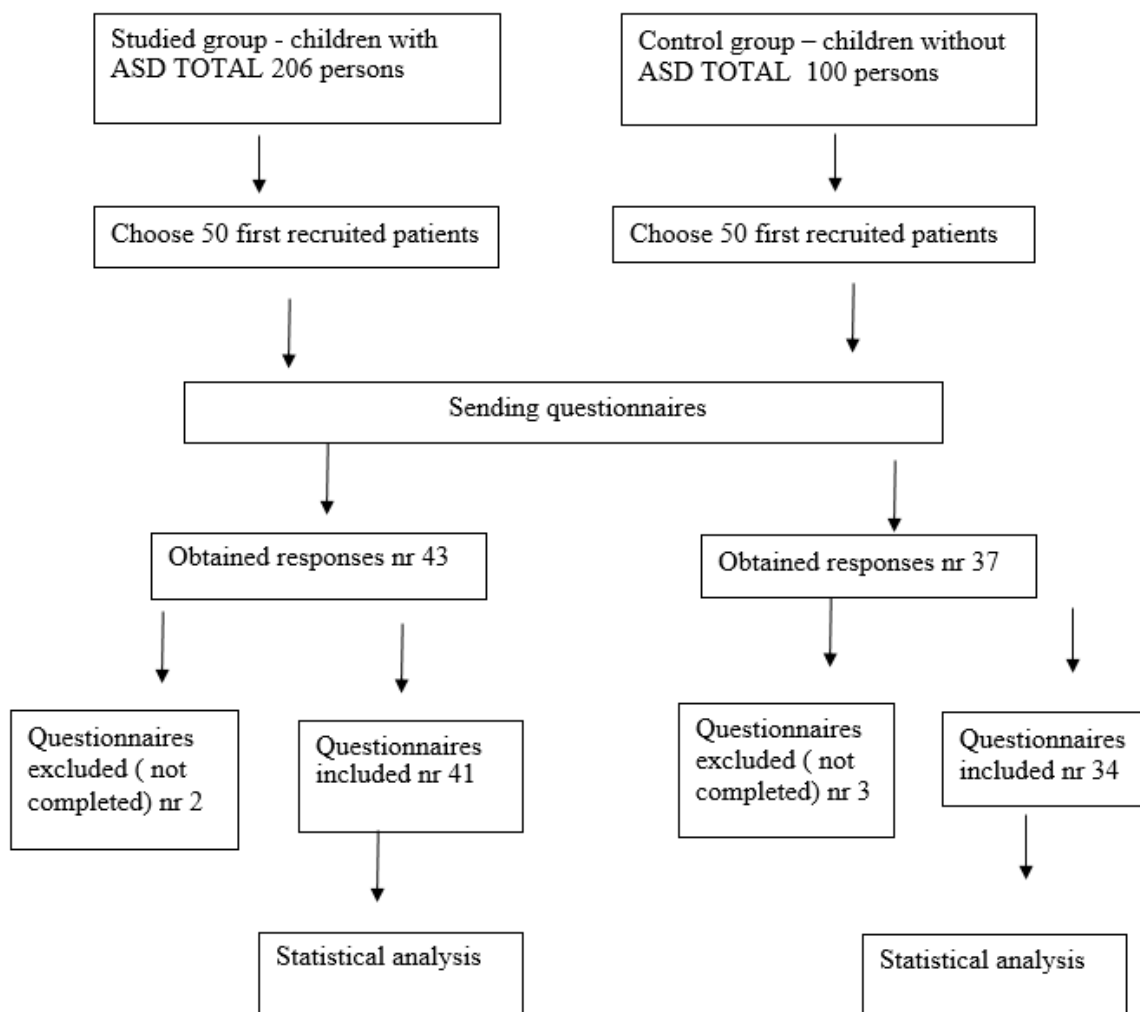 Studied group - children with
ASD TOTAL 206 persons
Control group – children without
ASD TOTAL  100 persons
Choose 50 first recruited patients
Choose 50 first recruited patients
Sending questionnaires
Obtained responses nr 43
Obtained responses nr 37
Questionnaires
excluded ( not
completed) nr 2
Questionnaires
included nr 41
Questionnaires
excluded ( not
completed) nr 3
Questionnaires
included nr 34
Statistical analysis
Statistical analysis